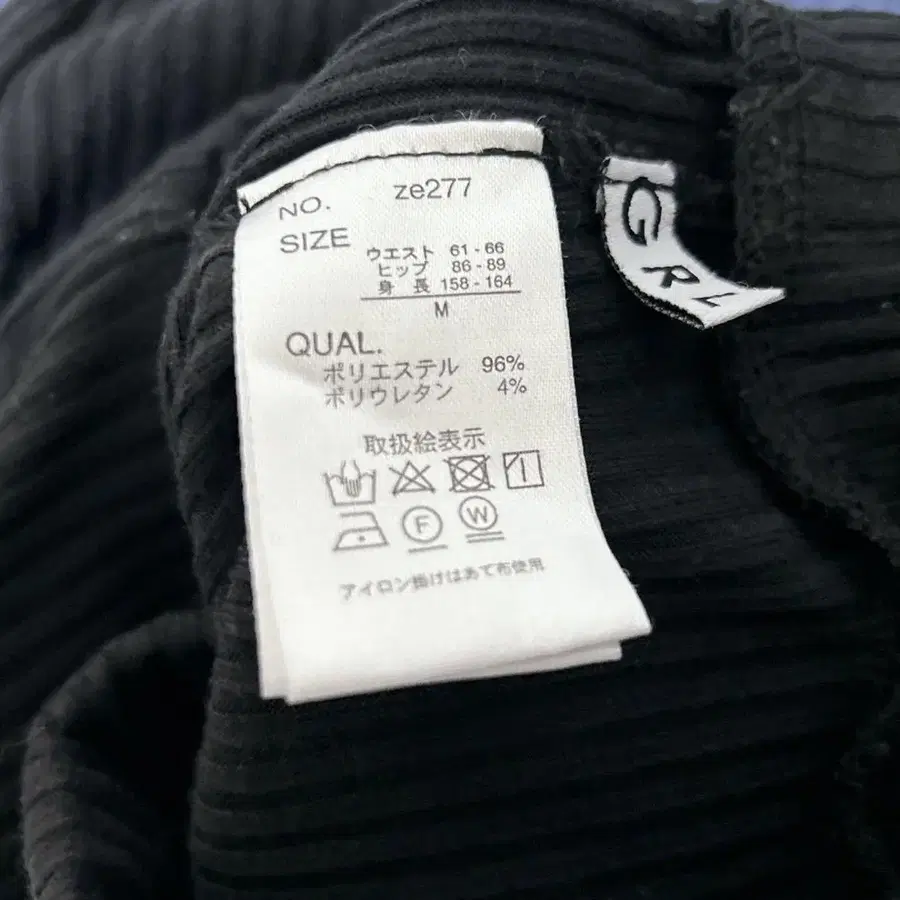 NO. ze277
SIZE
ウエスト 61 - 66
ヒップ 86 - 89
身 長 158 - 164
M
QUAL.
ポリエステル 96%
ポリウレタン 4%
取扱絵表示
F W
アイロン掛けはあて布使用
GRL